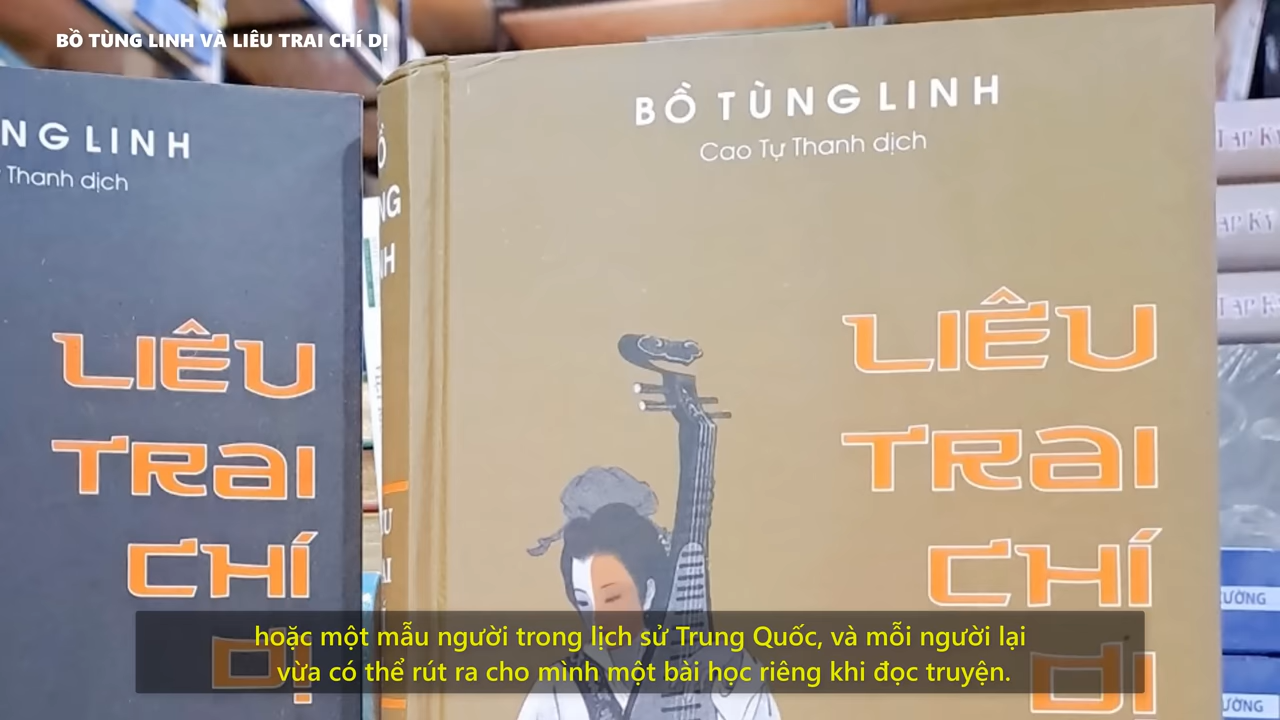 BỒ TÙNG LINH VÀ LIÊU TRAI CHÍ DỊ
NG LINH
Thanh dịch
LIÊU
TRAI
CHÍ
DỊ
BỒ TÙNG LINH
Cao Tự Thanh dịch
LIÊU
TRAI
CHÍ
DỊ
hoặc một mẫu người trong lịch sử Trung Quốc, và mỗi người lại
vừa có thể rút ra cho mình một bài học riêng khi đọc truyện.